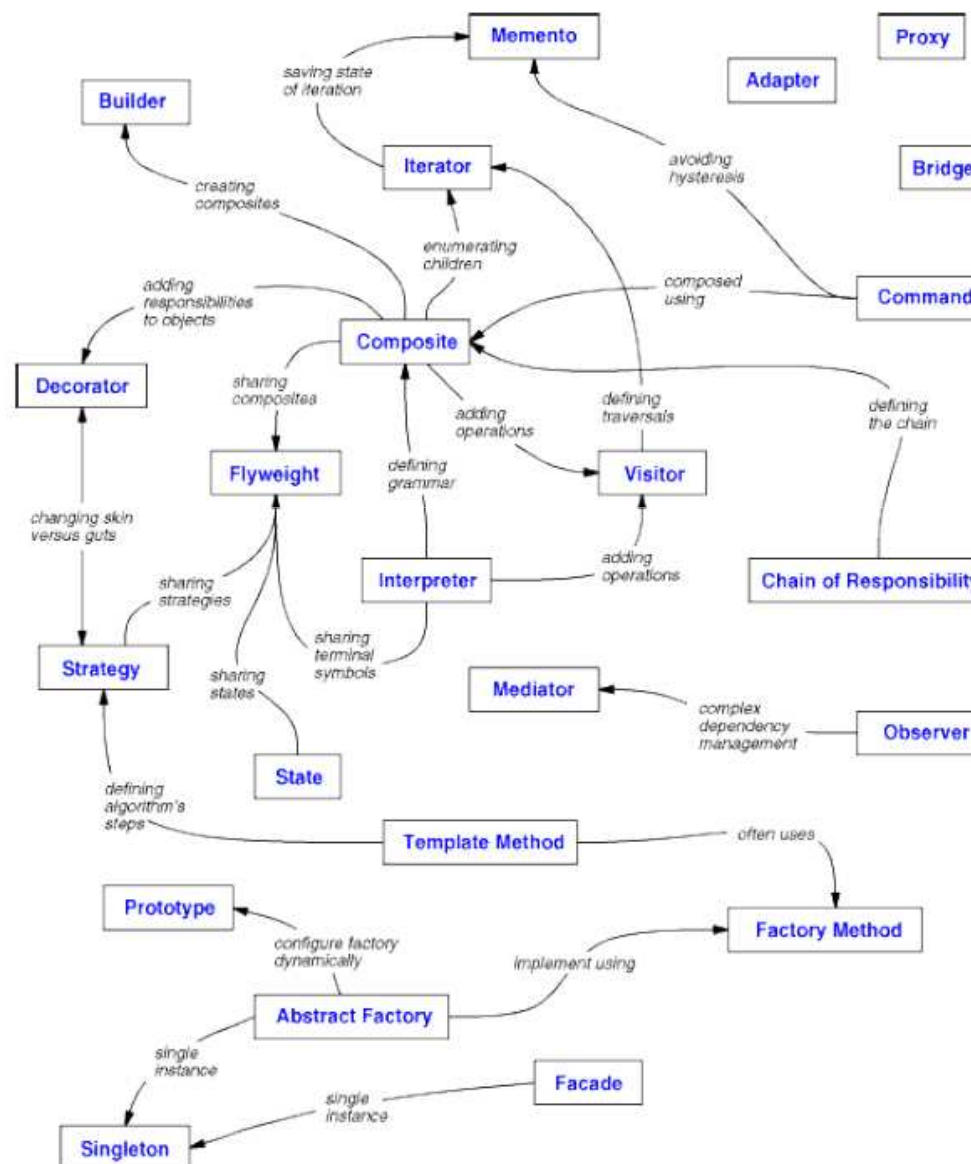 Memento
Proxy
saving state
of iteration
Adapter
Builder
Iterator
avoiding
hysteresis
Bridge
creating
composites
enumerating
children
adding
responsibilities
to objects
composed
using
Command
Composite
Decorator
sharing
composites
adding
operations
defining
traversals
defining
the chain
Flyweight
defining
grammar
Visitor
changing skin
versus guts
sharing
strategies
Interpreter
adding
operations
Chain of Responsibility
Strategy
sharing
terminal
symbols
sharing
states
Mediator
complex
dependency
management
Observer
State
defining
algorithm's
steps
Template Method
often uses
Prototype
configure factory
dynamically
implement using
Factory Method
Abstract Factory
single
instance
Facade
single
instance
Singleton